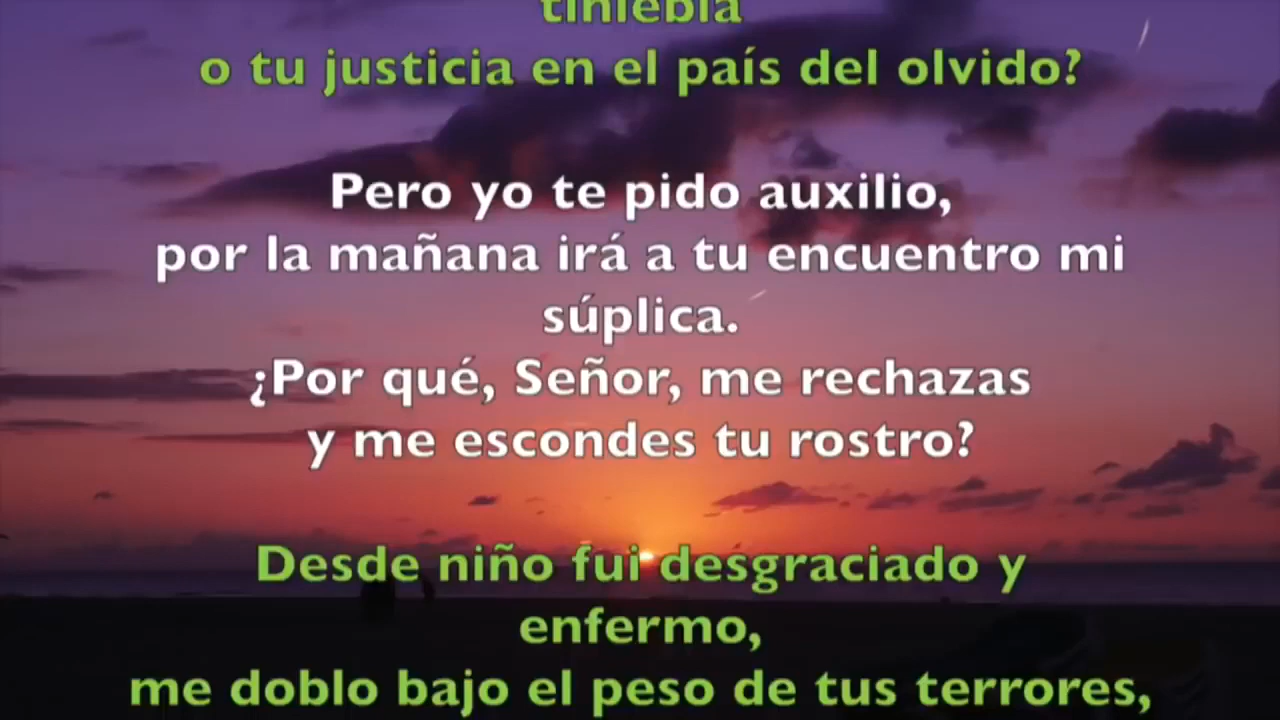 tiniebla
o tu justicia en el país del olvido?
Pero yo te pido auxilio,
por la mañana irá a tu encuentro mi
súplica.
¿Por qué, Señor, me rechazas
y me escondes tu rostro?
Desde niño fui desgraciado y
enfermo,
me doblo bajo el peso de tus terrores,